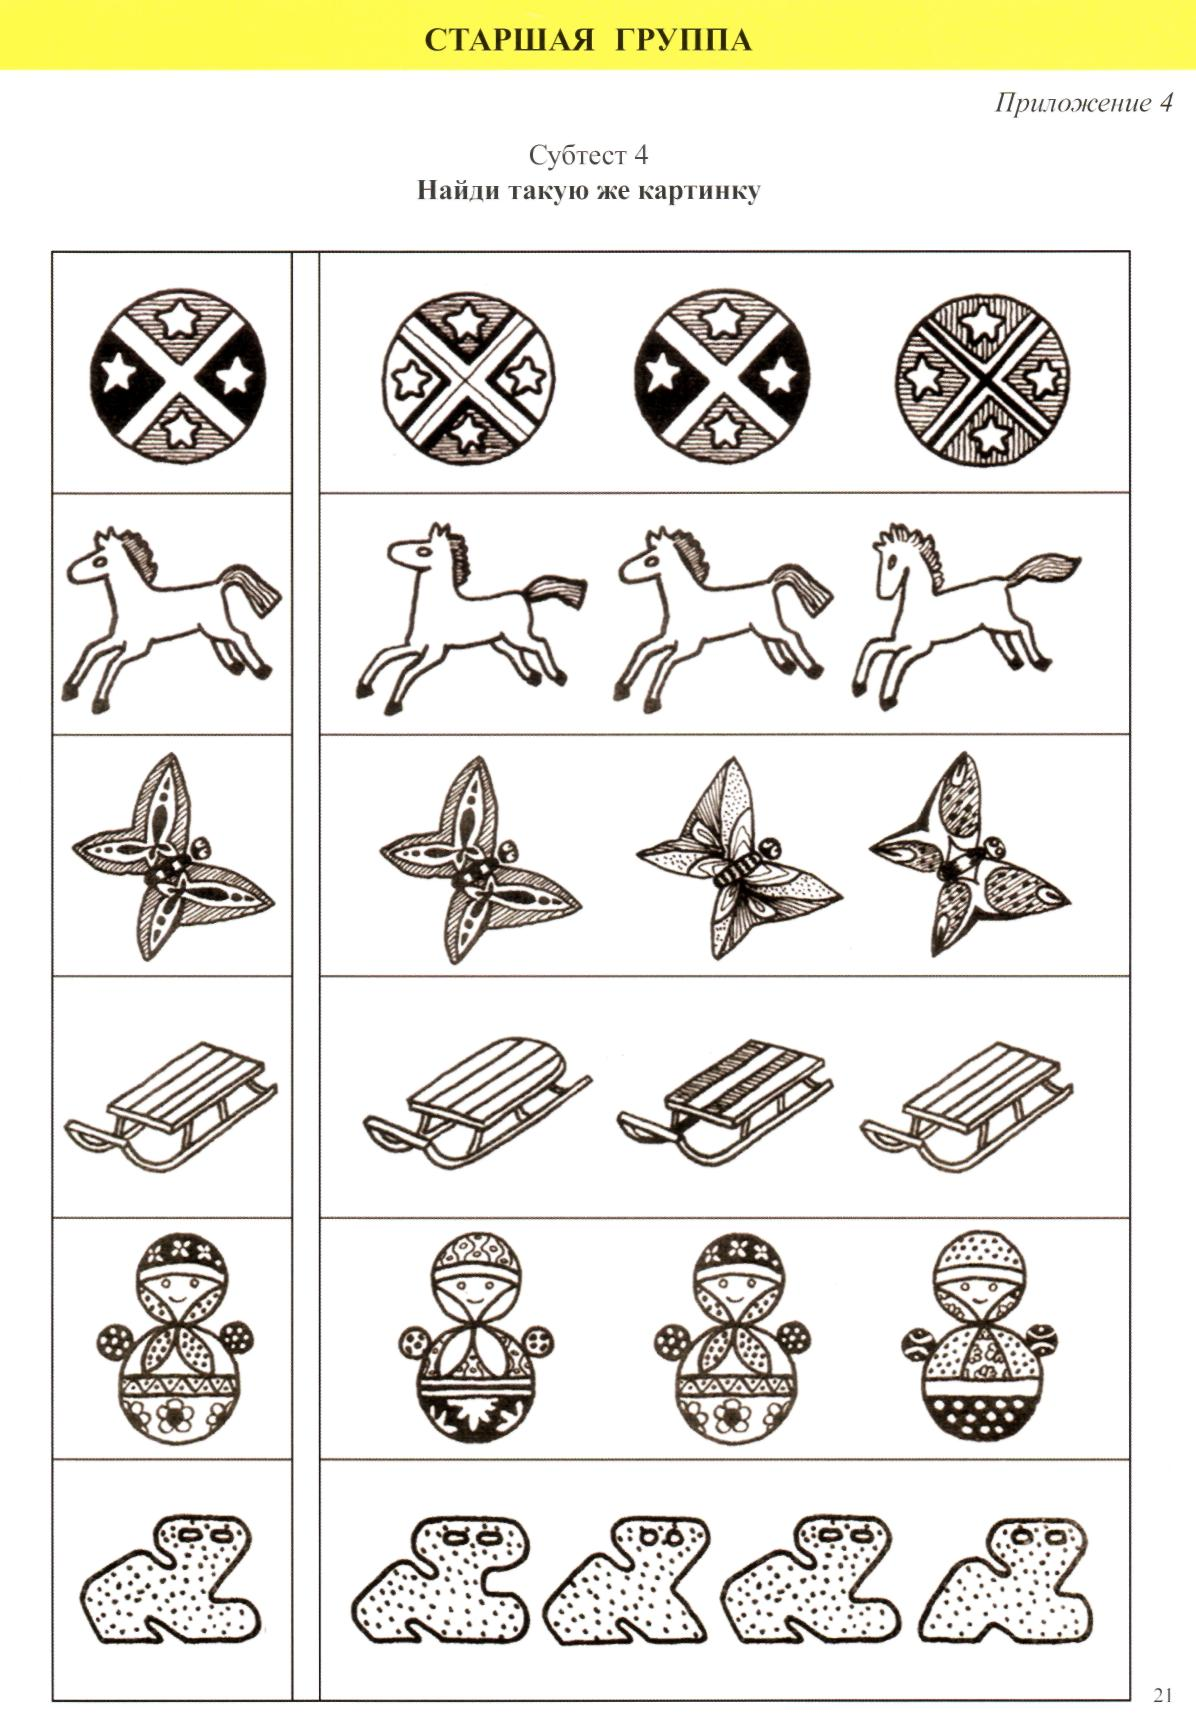 СТАРШАЯ ГРУППА
Приложение 4
Субтест 4
Найди такую же картинку
21